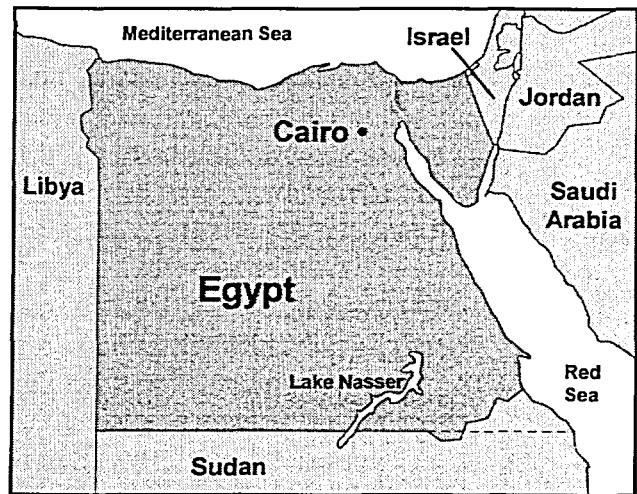 Mediterranean Sea
Israel
Jordan
Cairo
Libya
Saudi
Arabia
Egypt
Lake Nasser
Red
Sea
Sudan